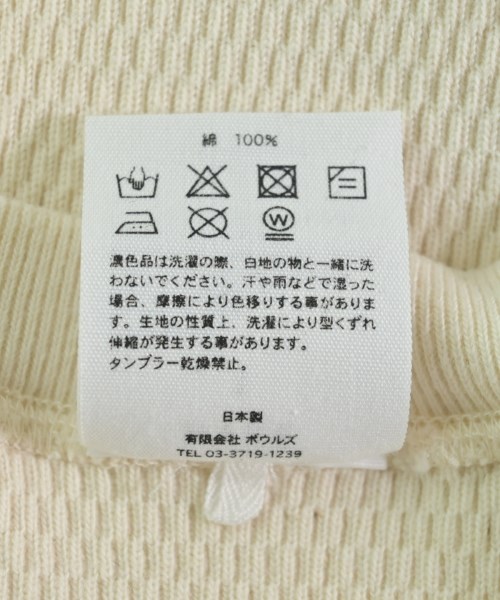 綿 100%
W
濃色品は洗濯の際、白地の物と一緒に洗
わないでください。汗や雨などで湿った
場合、摩擦により色移りする事がありま
す。生地の性質上、洗濯により型くずれ
伸縮が発生する事があります。
タンブラー乾燥禁止。
日本製
有限会社 ボウルズ
TEL 03-3719-1239